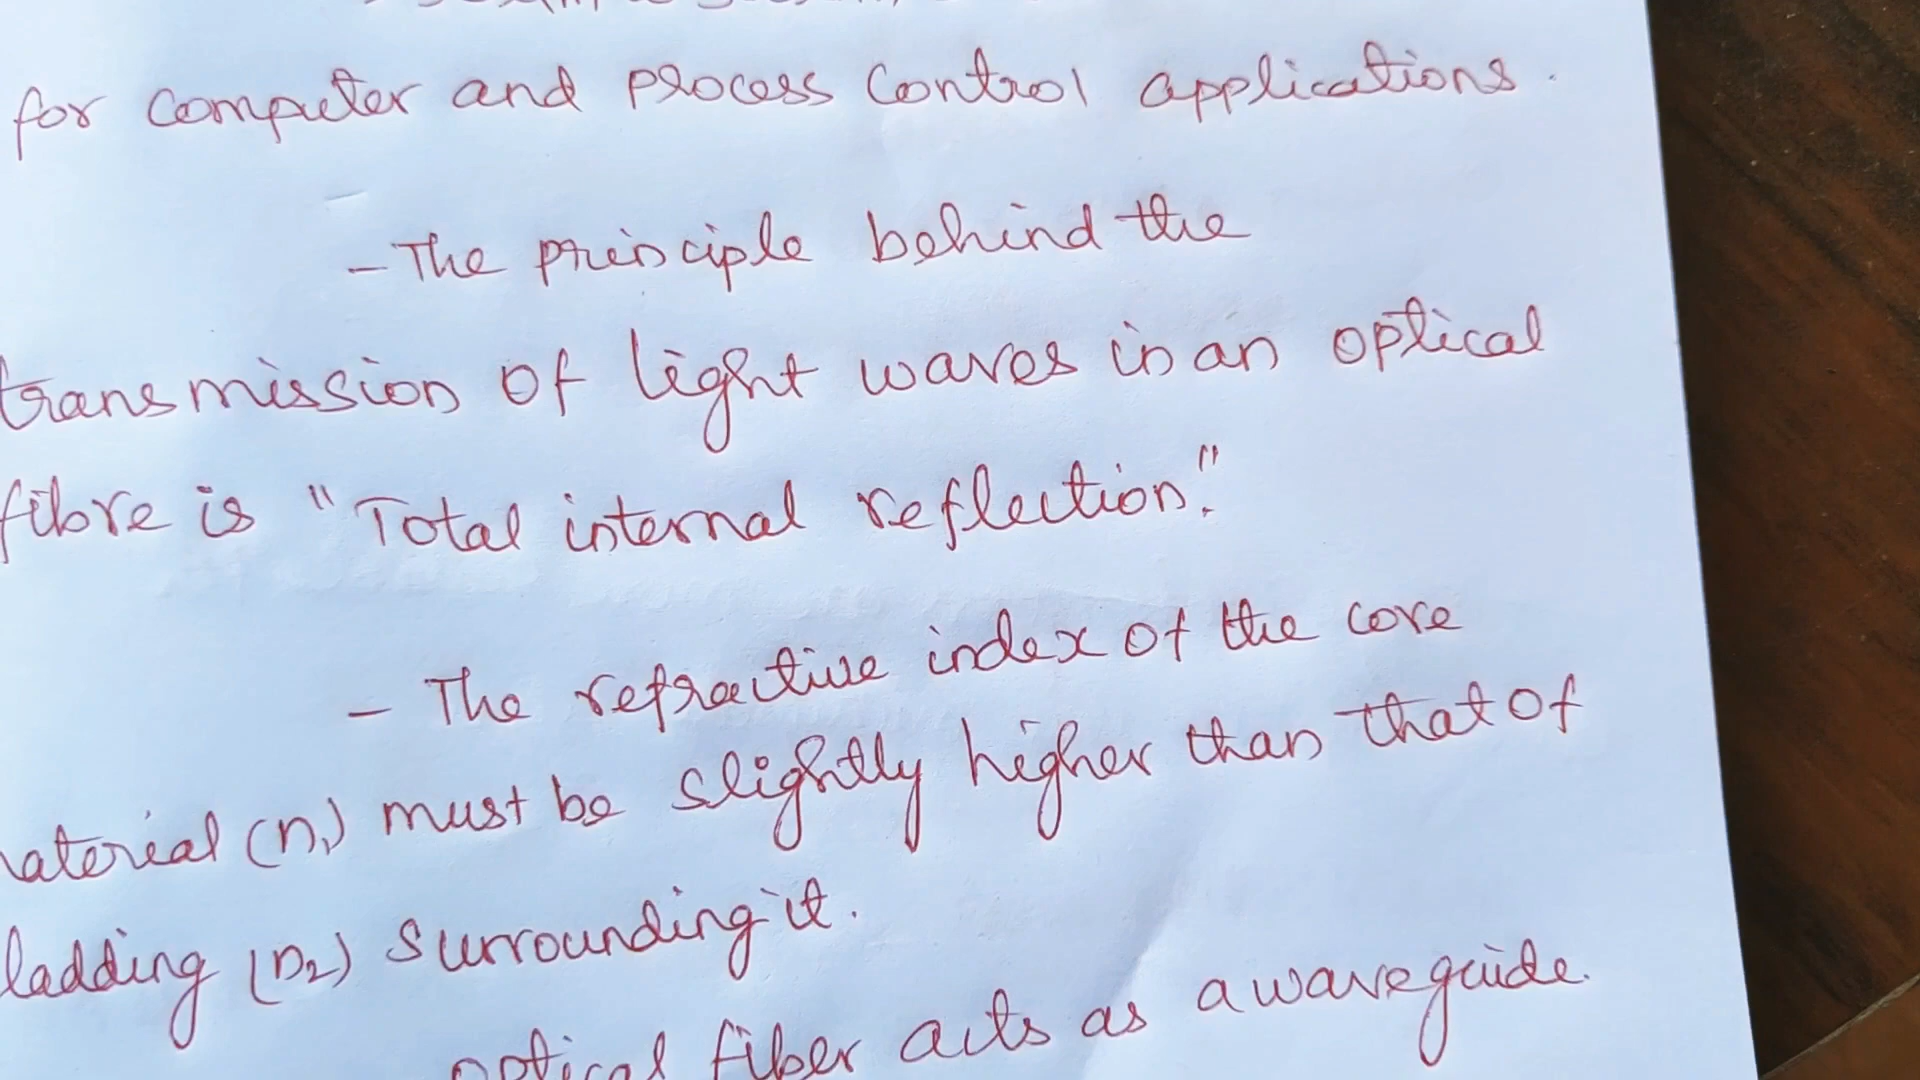 for Computer and process Control applications.
- The principle behind the
transmission of light waves in an optical
fibre is "Total internal reflection."
- The refractive index of the core
aterial (n1) must be slightly higher than that of
ladding (n2) surrounding it.
optical fiber acts as a waveguide.